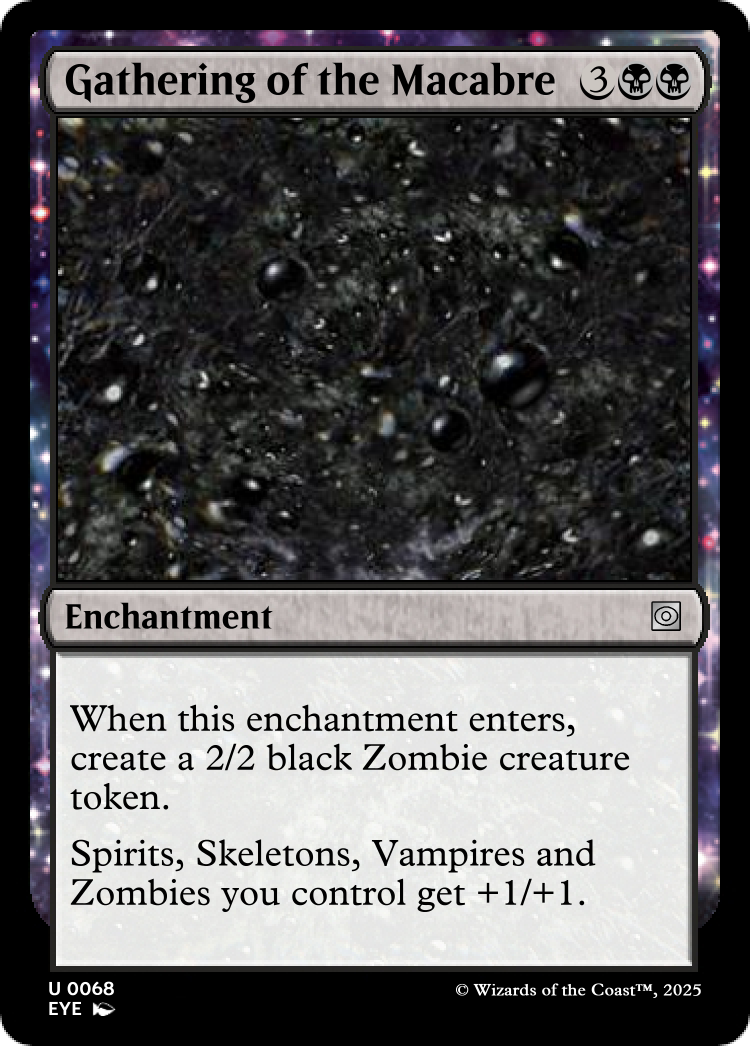 Gathering of the Macabre 3
Enchantment
When this enchantment enters,
create a 2/2 black Zombie creature
token.
Spirits, Skeletons, Vampires and
Zombies you control get +1/+1.
U 0068
EYE
© Wizards of the Coast™, 2025